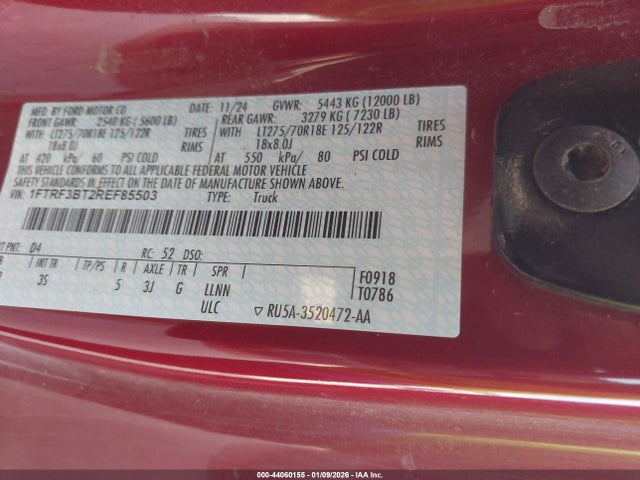 MFD. BY FORD MOTOR CO. 11/24 GVWR: 5443 KG (12000 LB)
FRONT GAWR: 2540 KG (5600 LB) REAR GAWR: 3279 KG (7230 LB)
WITH LT275/70R18E 125/122R TIRES WITH LT275/70R18E 125/122R TIRES
18x8.0J RIMS 18x8.0J RIMS
AT 420 kPa/ 60 PSI COLD AT 550 kPa/ 80 PSI COLD
THIS VEHICLE CONFORMS TO ALL APPLICABLE FEDERAL MOTOR VEHICLE
SAFETY STANDARDS IN EFFECT ON THE DATE OF MANUFACTURE SHOWN ABOVE.
VIN: 1FTRF3BT2REF85503 TYPE: Truck
PNT: D4 RC: 52 DSO:
INT TR TP/PS R AXLE TR SPR F0918
3S 5 3J G LLNN T0786
ULC RU5A-3520472-AA
000-44060155 | 01/09/2026 | IAA Inc.